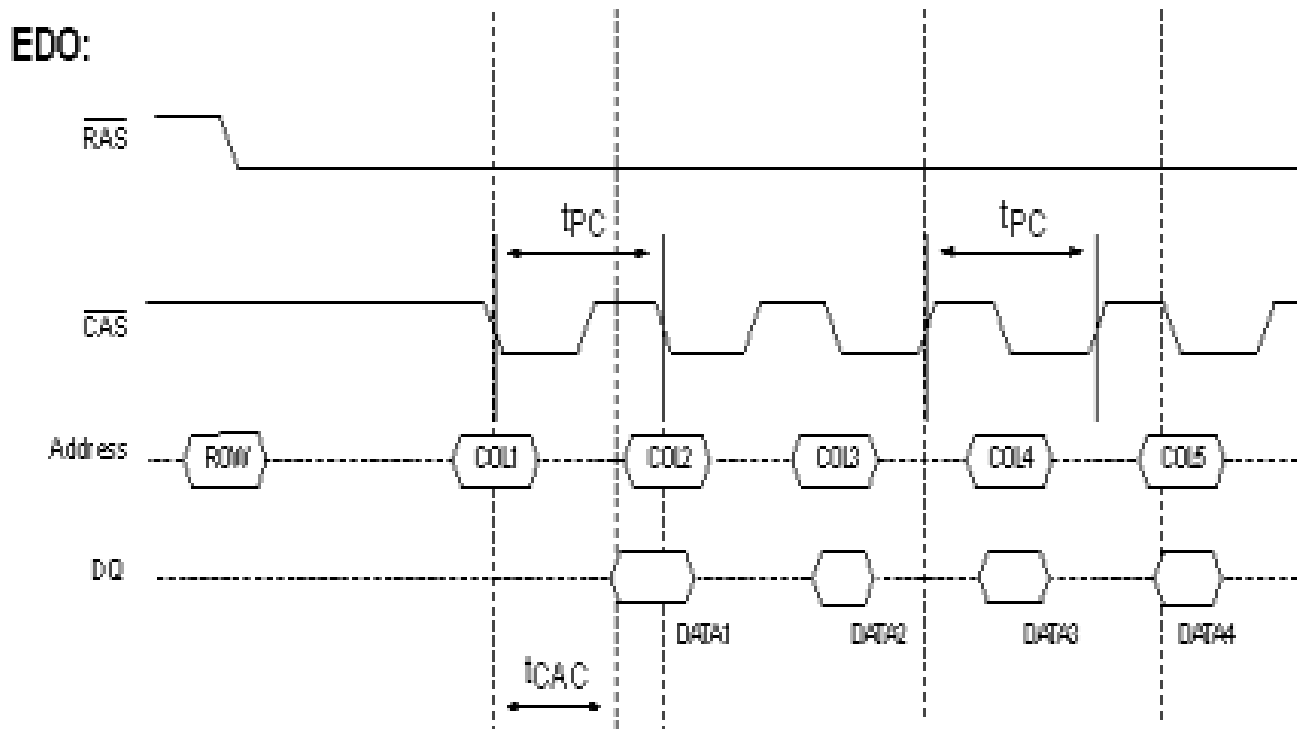 EDO:
RAS
tPC tPC
CAS
Address ROW COL1 COL2 COL3 COL4 COL5
DQ
DATA1 DATA2 DATA3 DATA4
tCAC